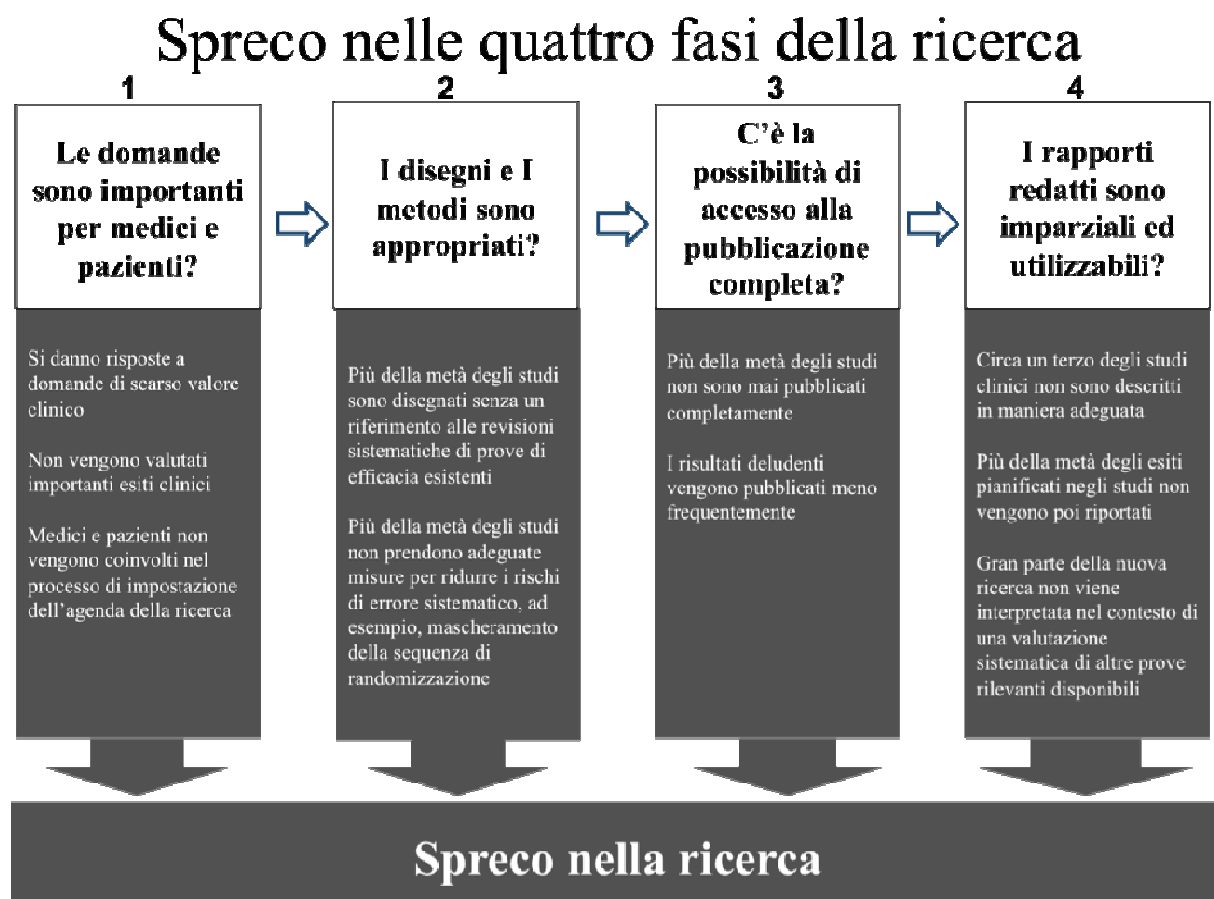 Spreco nelle quattro fasi della ricerca
1
Le domande
sono importanti
per medici e
pazienti?
Si danno risposte a
domande di scarso valore
clinico
Non vengono valutati
importanti esiti clinici
Medici e pazienti non
vengono coinvolti nel
processo di impostazione
dell'agenda della ricerca
2
I disegni e I
metodi sono
appropriati?
Più della metà degli studi
sono disegnati senza un
riferimento alle revisioni
sistematiche di prove di
efficacia esistenti
Più della metà degli studi
non prendono adeguate
misure per ridurre i rischi
di errore sistematico, ad
esempio, mascheramento
della sequenza di
randomizzazione
3
C'è la
possibilità di
accesso alla
pubblicazione
completa?
Più della metà degli studi
non sono mai pubblicati
completamente
I risultati deludenti
vengono pubblicati meno
frequentemente
4
I rapporti
redatti sono
imparziali ed
utilizzabili?
Circa un terzo degli studi
clinici non sono descritti
in maniera adeguata
Più della metà degli esiti
pianificati negli studi non
vengono poi riportati
Gran parte della nuova
ricerca non viene
interpretata nel contesto di
una valutazione
sistematica di altre prove
rilevanti disponibili
Spreco nella ricerca